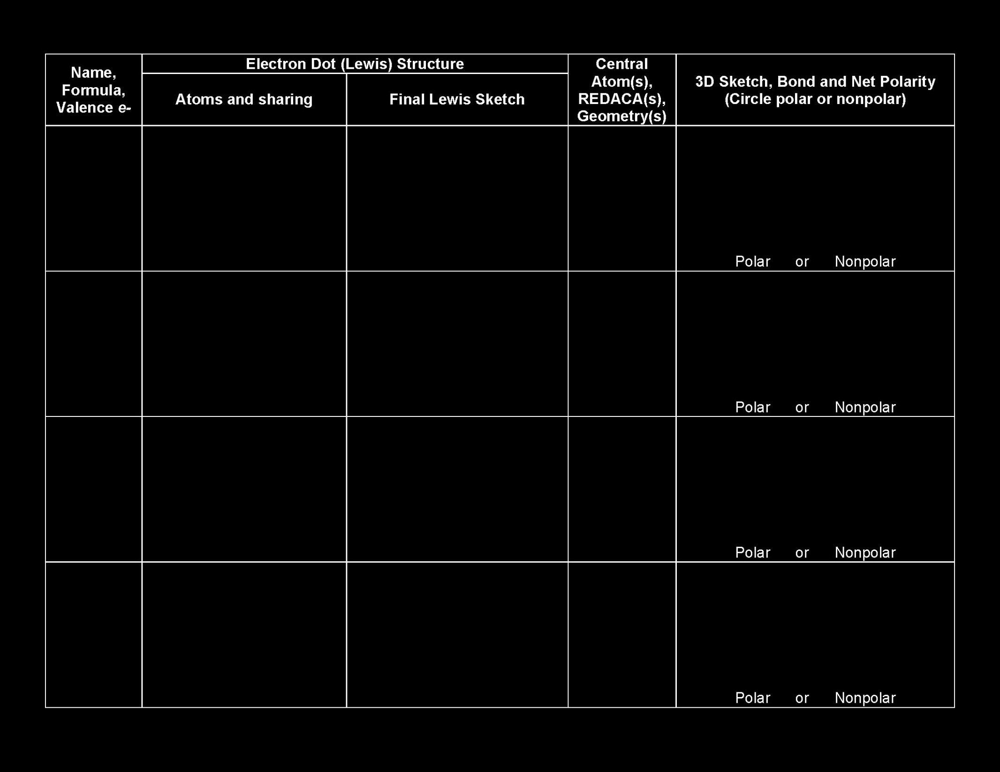 Name,
Formula,
Valence e-
Electron Dot (Lewis) Structure
Atoms and sharing
Final Lewis Sketch
Central
Atom(s),
REDACA(s),
Geometry(s)
3D Sketch, Bond and Net Polarity
(Circle polar or nonpolar)
Polar or Nonpolar
Polar or Nonpolar
Polar or Nonpolar
Polar or Nonpolar